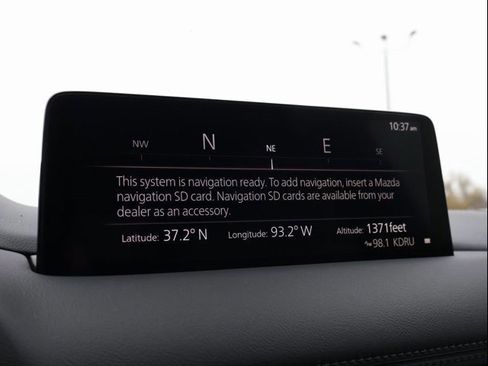 10:37 am
NW N NE E SE
This system is navigation ready. To add navigation, insert a Mazda
navigation SD card. Navigation SD cards are available from your
dealer as an accessory.
Latitude: 37.2° N Longitude: 93.2° W Altitude: 1371feet
98.1 KDRU